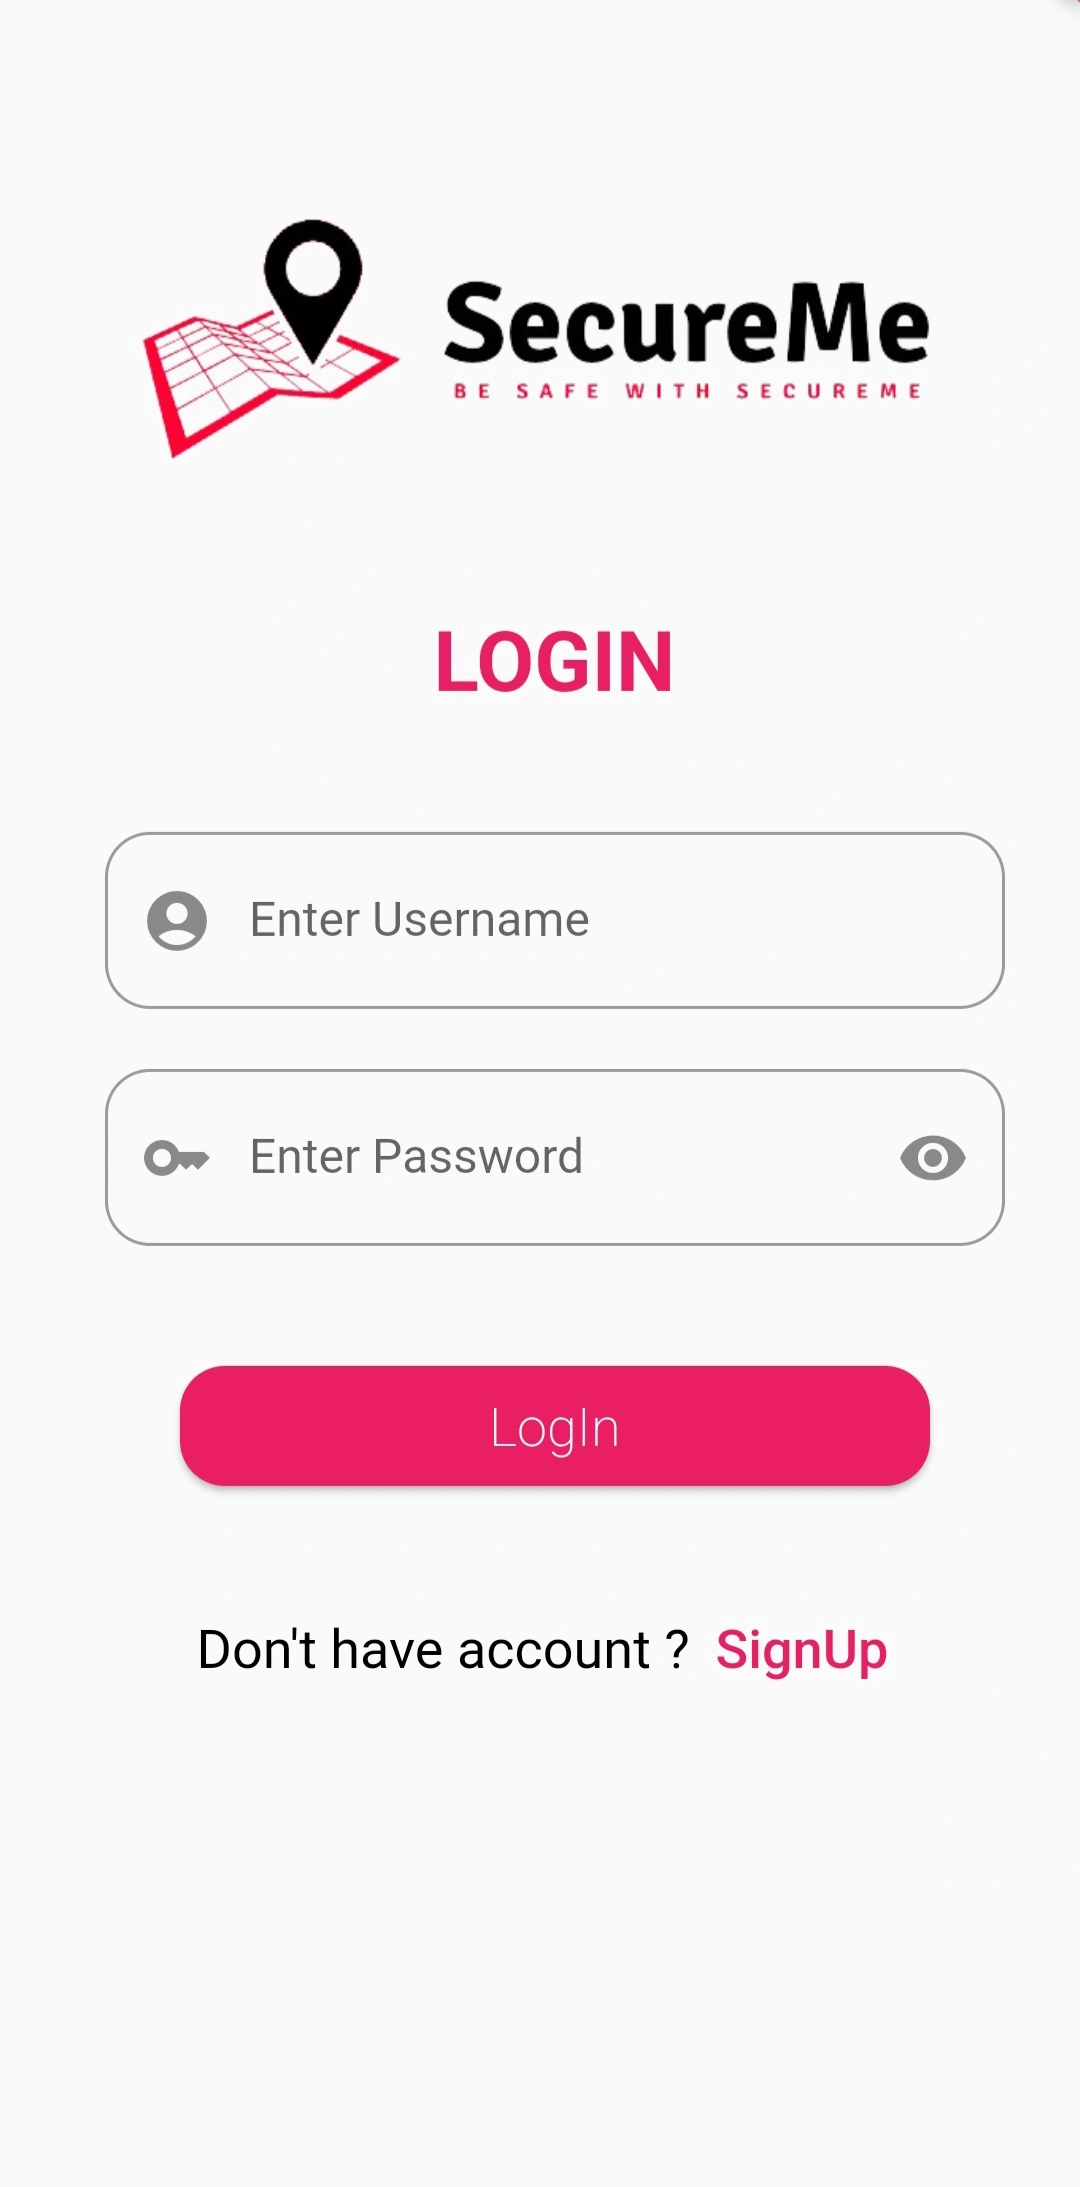 SecureMe
BE SAFE WITH SECUREME
LOGIN
Enter Username
Enter Password
LogIn
Don't have account ? SignUp